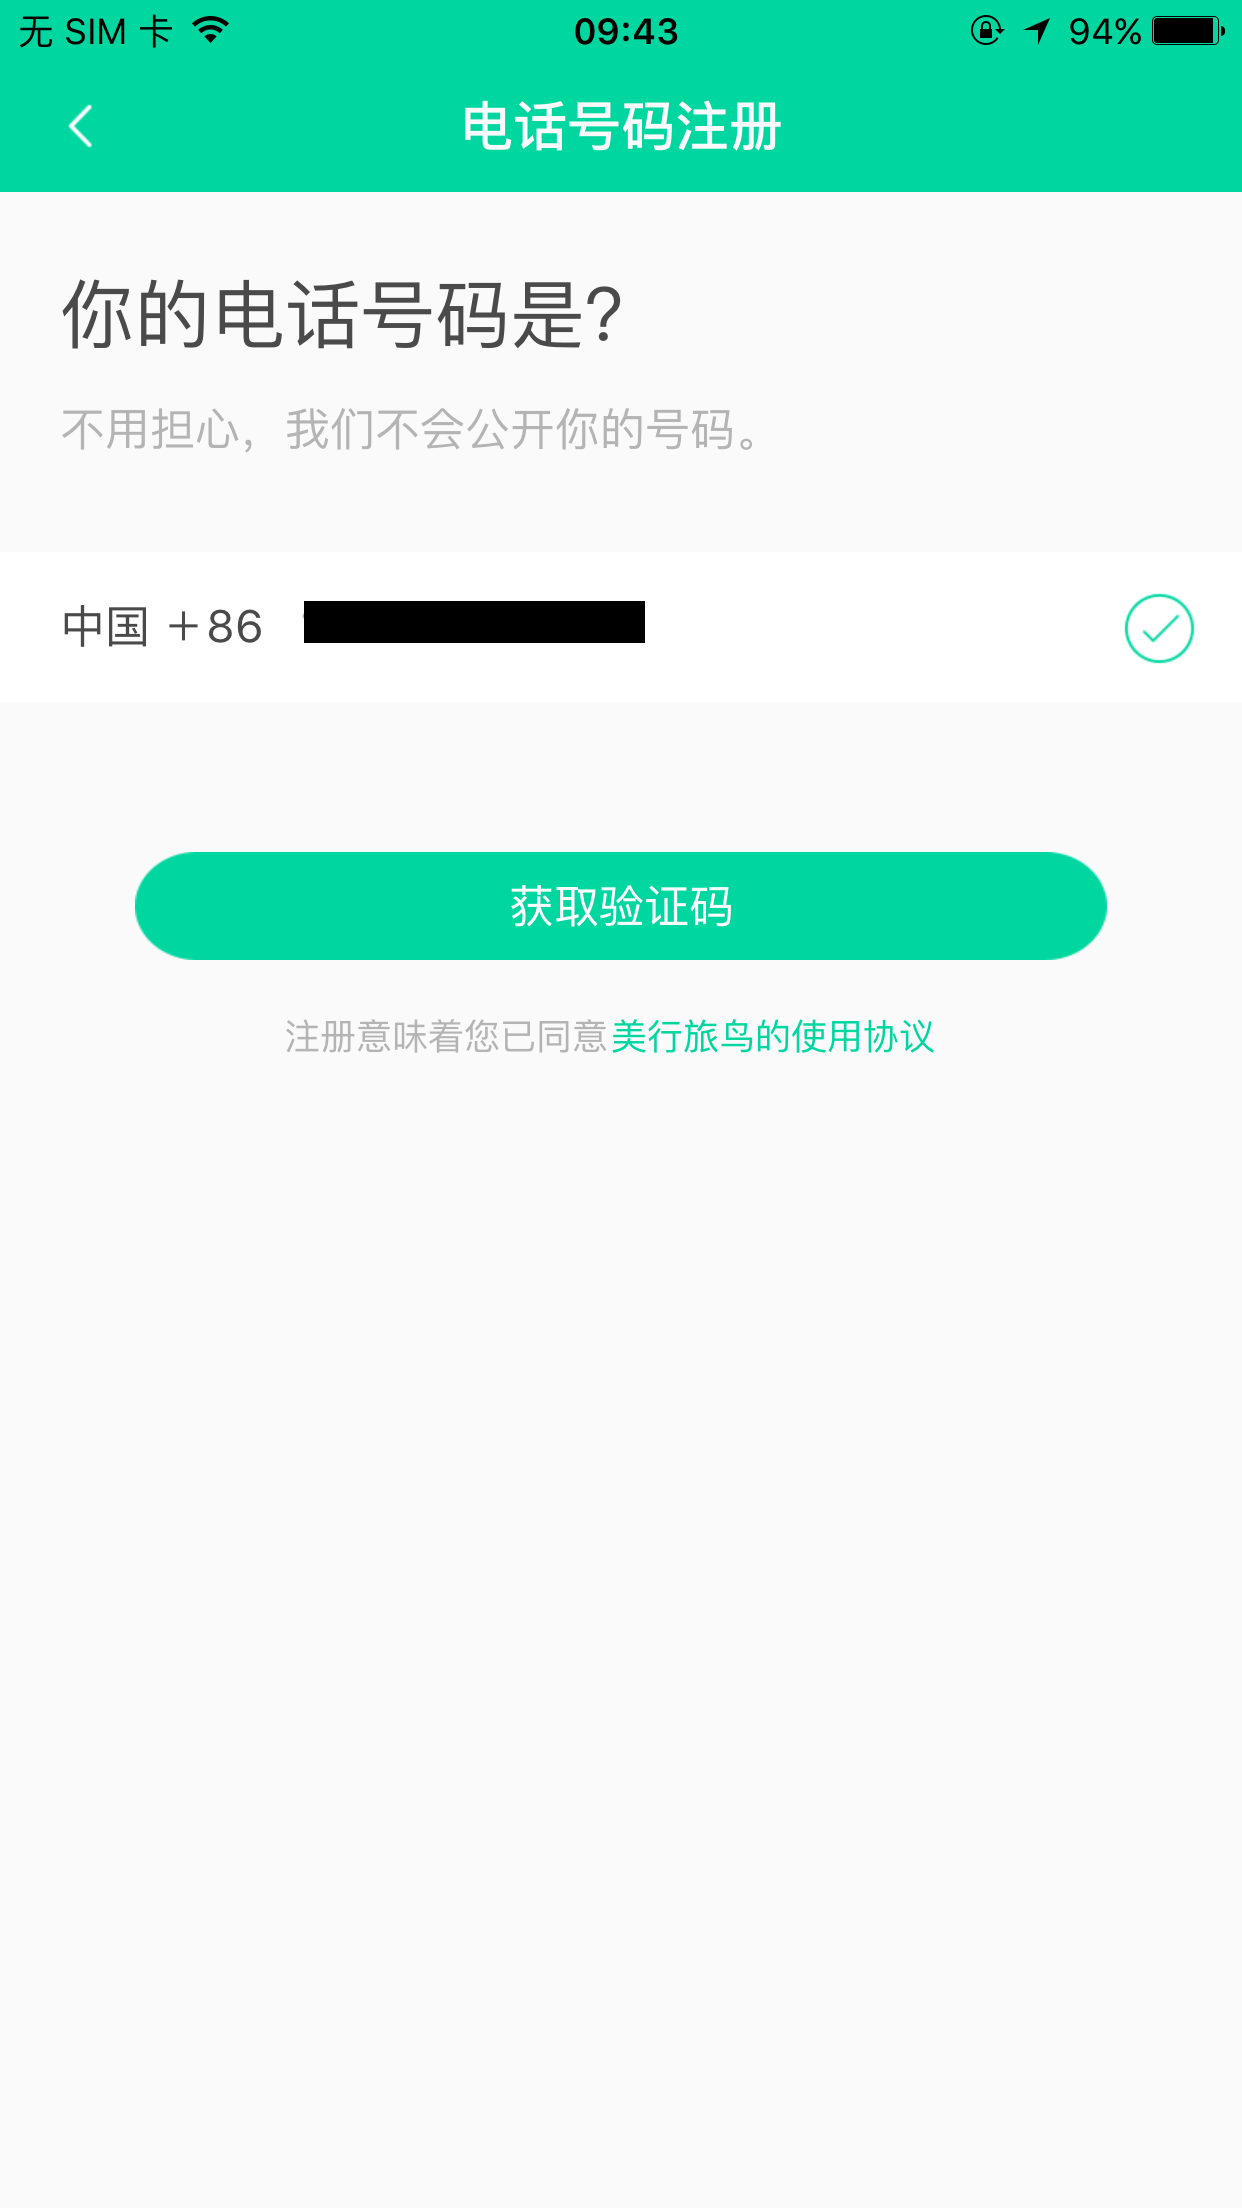 无 SIM 卡 09:43 94%
电话号码注册
你的电话号码是?
不用担心，我们不会公开你的号码。
中国 +86
获取验证码
注册意味着您已同意美行旅鸟的使用协议